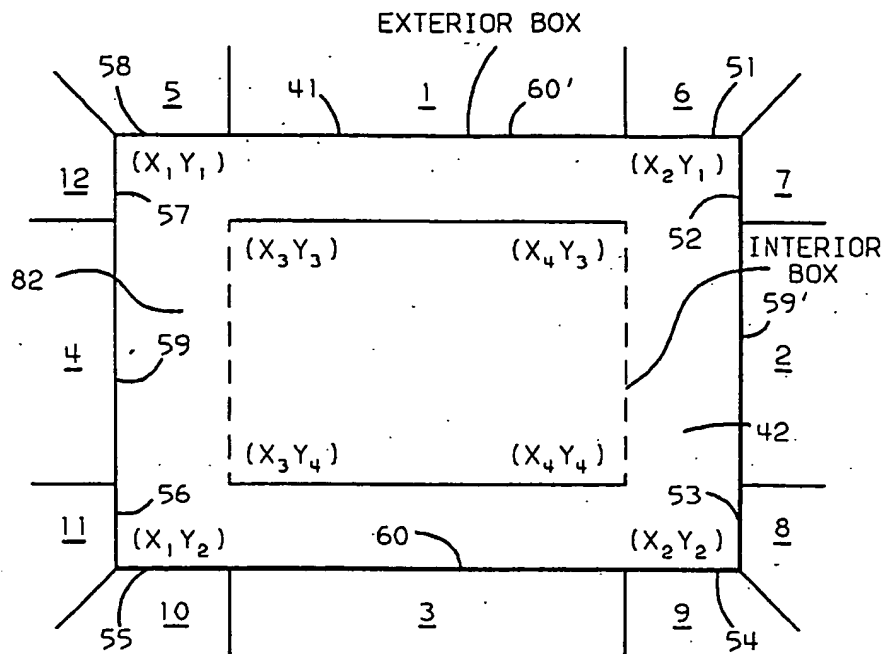 EXTERIOR BOX
58 5 41 1 60' 6 51
12 (X₁Y₁) (X₂Y₁) 7
57 52
(X₃Y₃) (X₄Y₃) INTERIOR
BOX
82 59'
4 59 2
42
(X₃Y₄) (X₄Y₄)
56 53
11 (X₁Y₂) 60 (X₂Y₂) 8
55 10 3 9 54